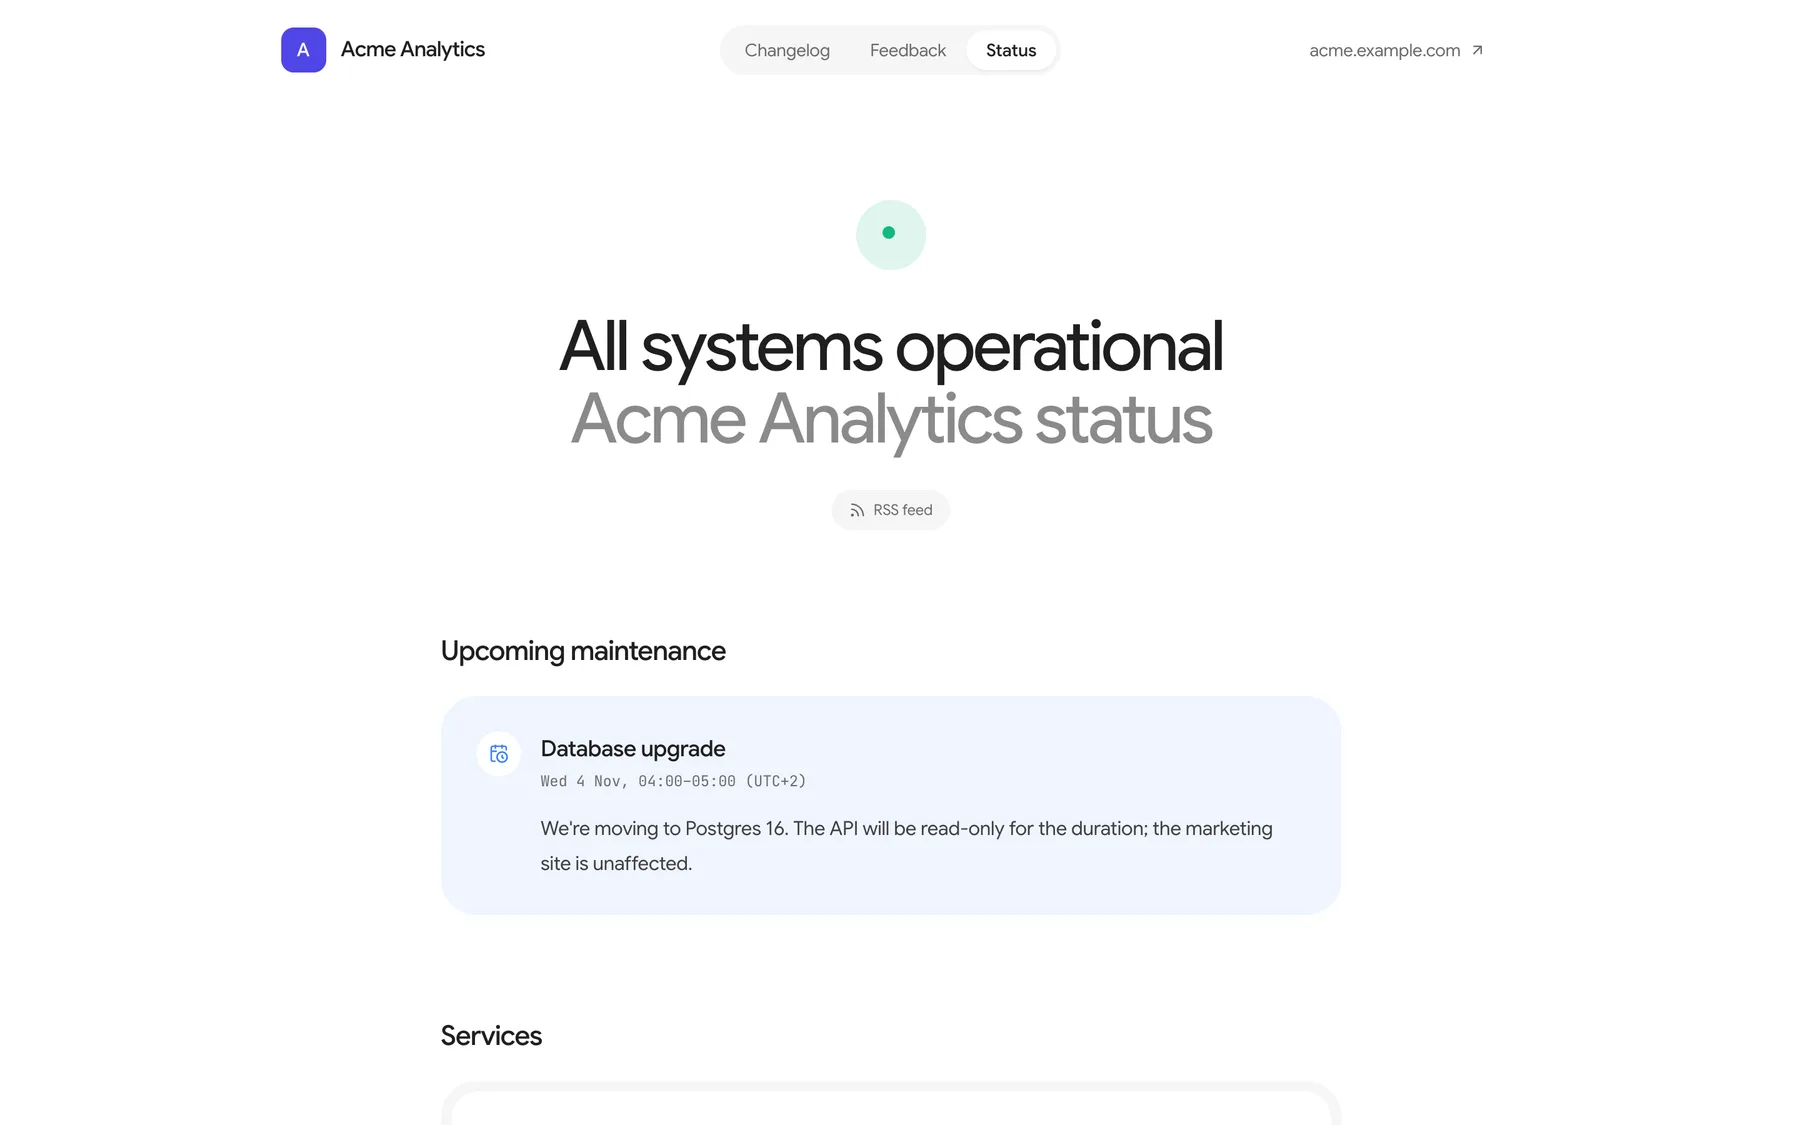 A
Acme Analytics
Changelog
Feedback
Status
acme.example.com
All systems operational
Acme Analytics status
RSS feed
Upcoming maintenance
Database upgrade
Wed 4 Nov, 04:00–05:00 (UTC+2)
We're moving to Postgres 16. The API will be read-only for the duration; the marketing
site is unaffected.
Services